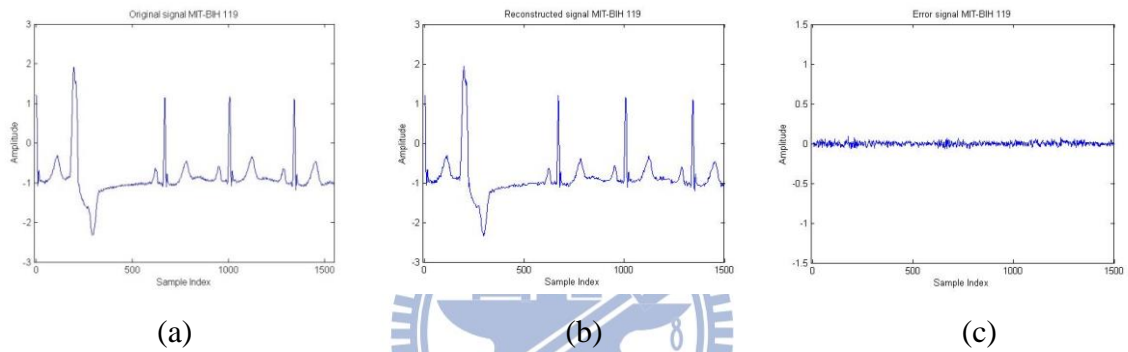 Original signal MIT-BIH 119
3
2
1
0
-1
-2
-3
Amplitude
0
500
1000
1500
Sample Index
(a)
Reconstructed signal MIT-BIH 119
3
2
1
0
-1
-2
-3
Amplitude
0
500
1000
1500
Sample Index
(b)
Error signal MIT-BIH 119
1.5
1
0.5
0
-0.5
-1
-1.5
Amplitude
0
500
1000
1500
Sample Index
(c)
8